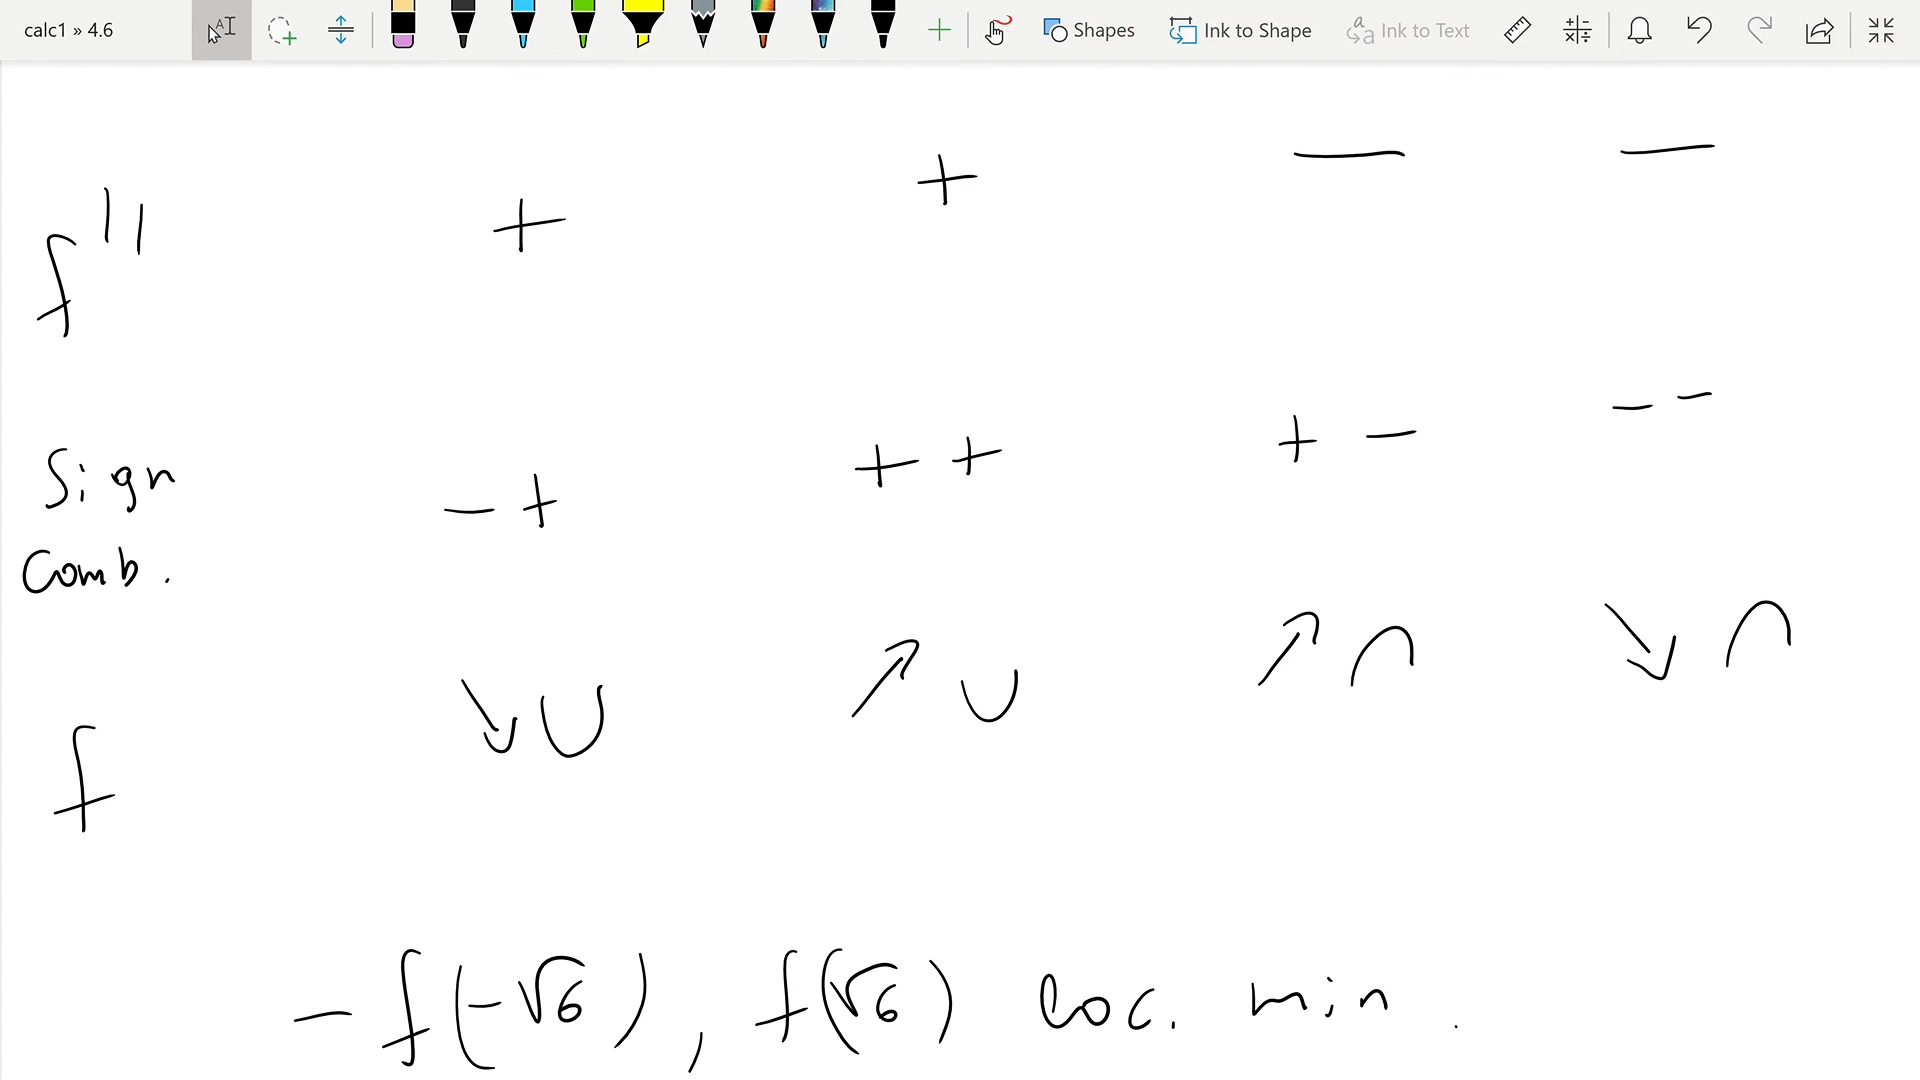 calc1 » 4.6 Shapes Ink to Shape Ink to Text
f'' + + — —
Sign
Comb. - + + + + - - -
f ↘ ∪ ↗ ∪ ↗ ∩ ↘ ∩
- f(-√6), f(√6) loc. min.